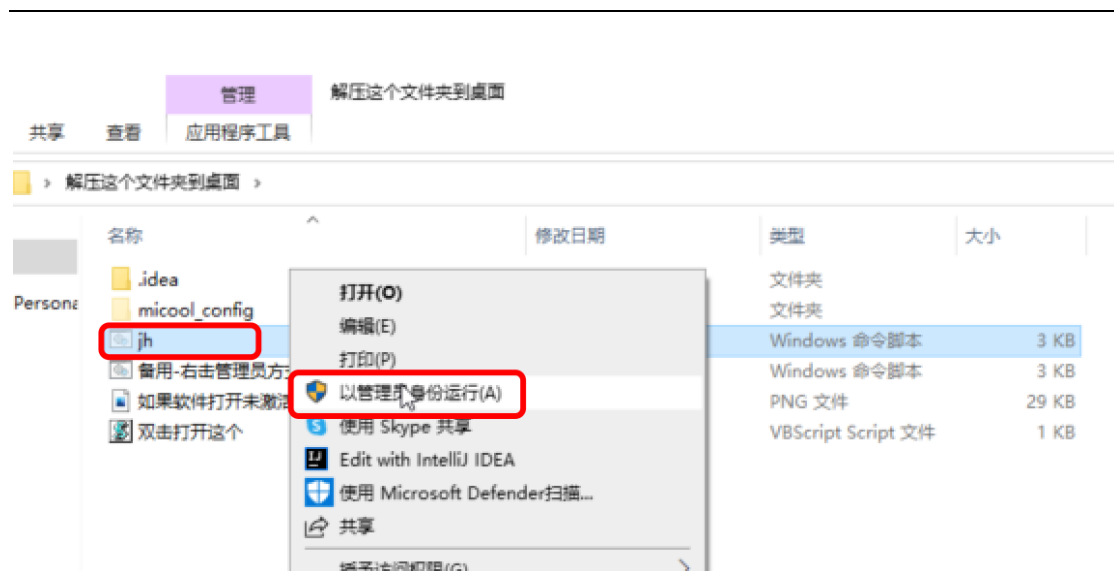 管理 解压这个文件夹到桌面
共享 查看 应用程序工具
› 解压这个文件夹到桌面 ›
名称 修改日期 类型 大小
.idea 文件夹
Persona
micool_config 文件夹
jh Windows 命令脚本 3 KB
备用-右击管理员方 Windows 命令脚本 3 KB
如果软件打开未激 PNG 文件 29 KB
双击打开这个 VBScript Script 文件 1 KB
打开(O)
编辑(E)
打印(P)
以管理员身份运行(A)
使用 Skype 共享
Edit with IntelliJ IDEA
使用 Microsoft Defender扫描...
共享
授予访问权限(G)